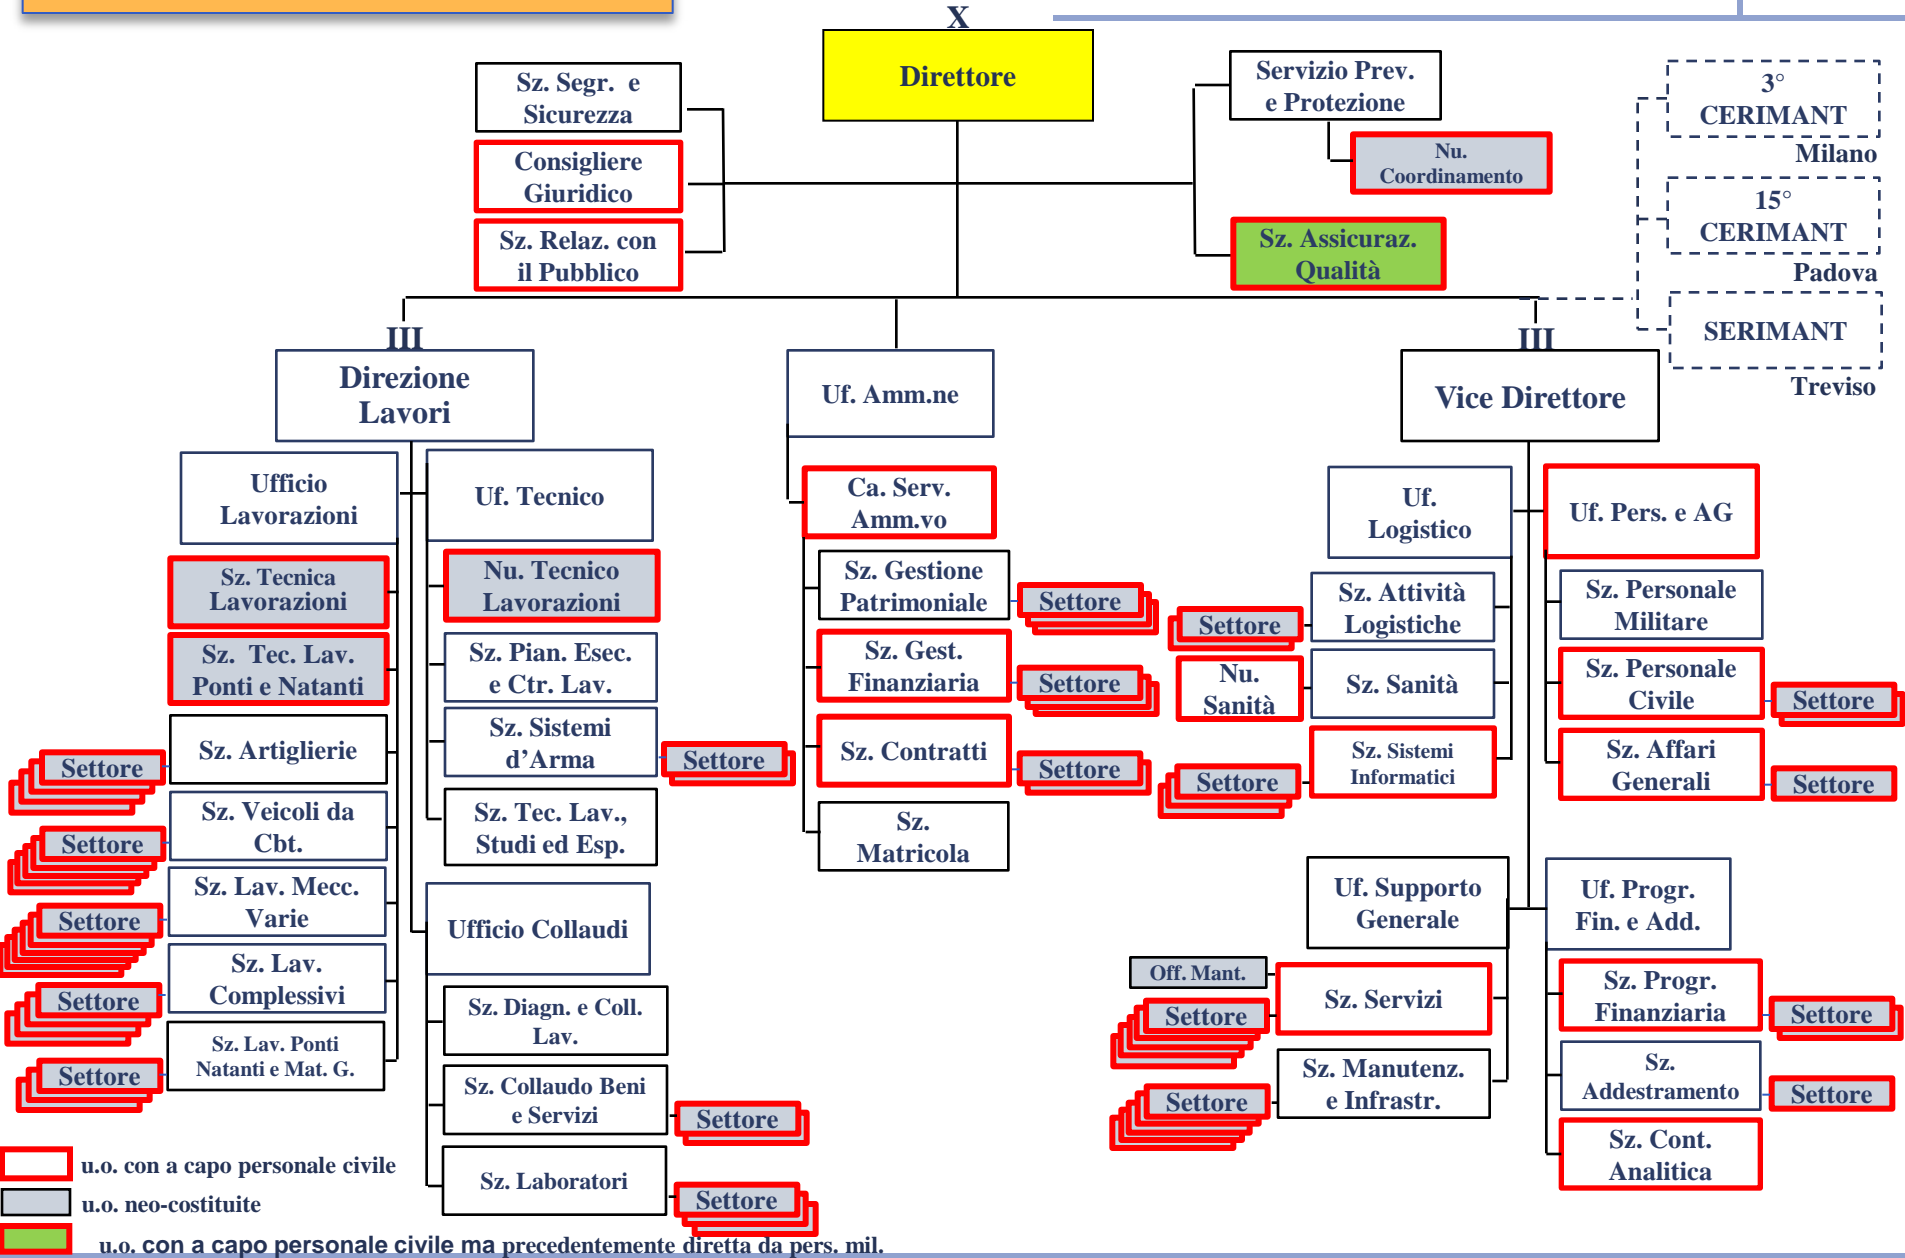 X
Direttore
Sz. Segr. e
Sicurezza
Consigliere
Giuridico
Sz. Relaz. con
il Pubblico
Servizio Prev.
e Protezione
Nu.
Coordinamento
Sz. Assicuraz.
Qualità
3°
CERIMANT
Milano
15°
CERIMANT
Padova
SERIMANT
Treviso
III
Direzione
Lavori
Uf. Amm.ne
III
Vice Direttore
Ufficio
Lavorazioni
Sz. Tecnica
Lavorazioni
Sz. Tec. Lav.
Ponti e Natanti
Sz. Artiglierie
Settore
Sz. Veicoli da
Cbt.
Settore
Sz. Lav. Mecc.
Varie
Settore
Sz. Lav.
Complessivi
Settore
Sz. Lav. Ponti
Natanti e Mat. G.
Settore
Uf. Tecnico
Nu. Tecnico
Lavorazioni
Sz. Pian. Esec.
e Ctr. Lav.
Sz. Sistemi
d’Arma
Settore
Sz. Tec. Lav.,
Studi ed Esp.
Ufficio Collaudi
Sz. Diagn. e Coll.
Lav.
Sz. Collaudo Beni
e Servizi
Settore
Sz. Laboratori
Settore
Ca. Serv.
Amm.vo
Sz. Gestione
Patrimoniale
Settore
Sz. Gest.
Finanziaria
Settore
Sz. Contratti
Settore
Sz.
Matricola
Uf.
Logistico
Sz. Attività
Logistiche
Settore
Sz. Sanità
Nu.
Sanità
Sz. Sistemi
Informatici
Settore
Uf. Pers. e AG
Sz. Personale
Militare
Sz. Personale
Civile
Settore
Sz. Affari
Generali
Settore
Uf. Supporto
Generale
Off. Mant.
Sz. Servizi
Settore
Sz. Manutenz.
e Infrastr.
Settore
Uf. Progr.
Fin. e Add.
Sz. Progr.
Finanziaria
Settore
Sz.
Addestramento
Settore
Sz. Cont.
Analitica
u.o. con a capo personale civile
u.o. neo-costituite
u.o. con a capo personale civile ma precedentemente diretta da pers. mil.